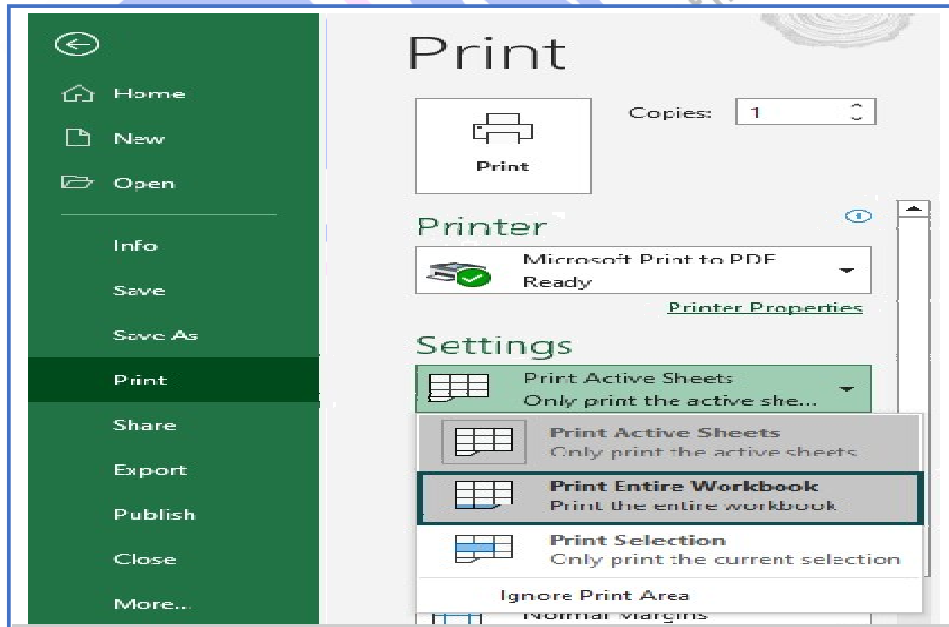 Print
Home
New
Open
Info
Save
Save As
Print
Share
Export
Publish
Close
More...
Print
Copies: 1
Printer
Microsoft Print to PDF
Ready
Printer Properties
Settings
Print Active Sheets
Only print the active she...
Print Active Sheets
Only print the active sheets
Print Entire Workbook
Print the entire workbook
Print Selection
Only print the current selection
Ignore Print Area
Normal Margins